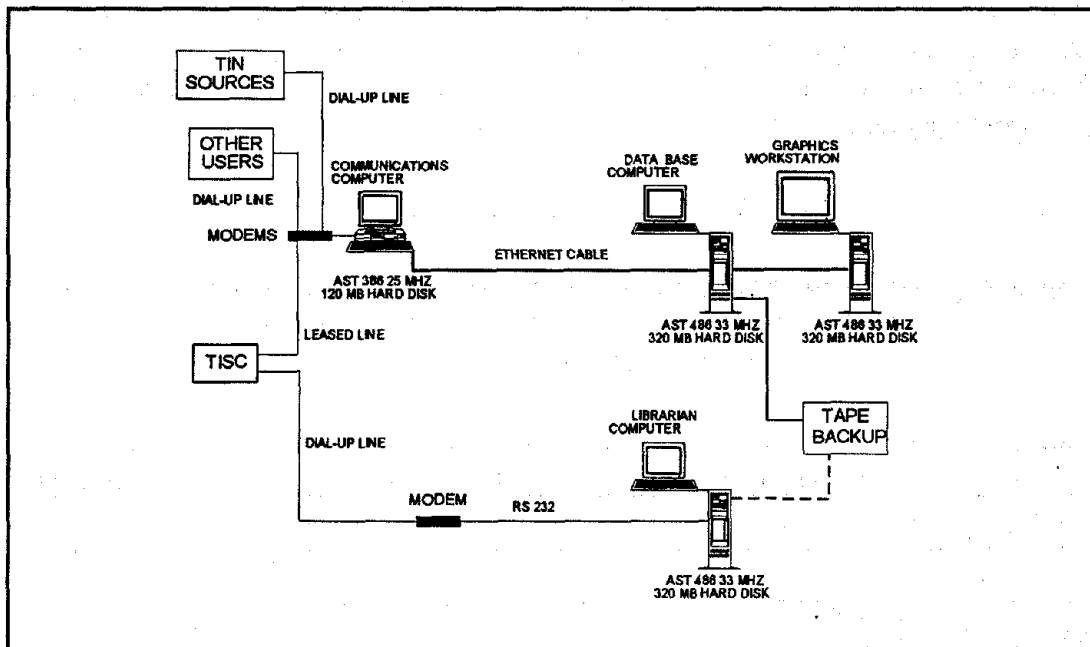 TIN
SOURCES
DIAL-UP LINE
OTHER
USERS
DIAL-UP LINE
MODEMS
COMMUNICATIONS
COMPUTER
AST 386 25 MHZ
120 MB HARD DISK
ETHERNET CABLE
DATA BASE
COMPUTER
GRAPHICS
WORKSTATION
AST 486 33 MHZ
320 MB HARD DISK
AST 486 33 MHZ
320 MB HARD DISK
LEASED LINE
TISC
DIAL-UP LINE
MODEM
RS 232
LIBRARIAN
COMPUTER
TAPE
BACKUP
AST 486 33 MHZ
320 MB HARD DISK